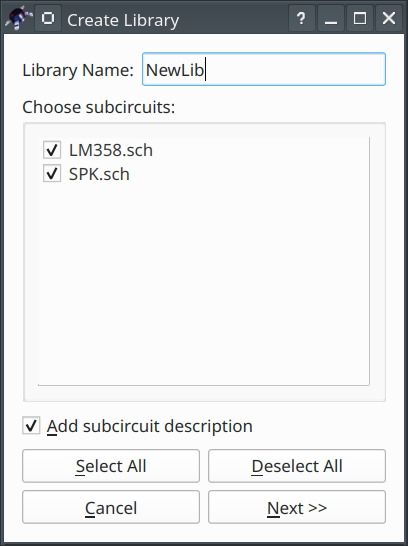 Create Library
Library Name: NewLib
Choose subcircuits:
LM358.sch
SPK.sch
Add subcircuit description
Select All Deselect All
Cancel Next >>